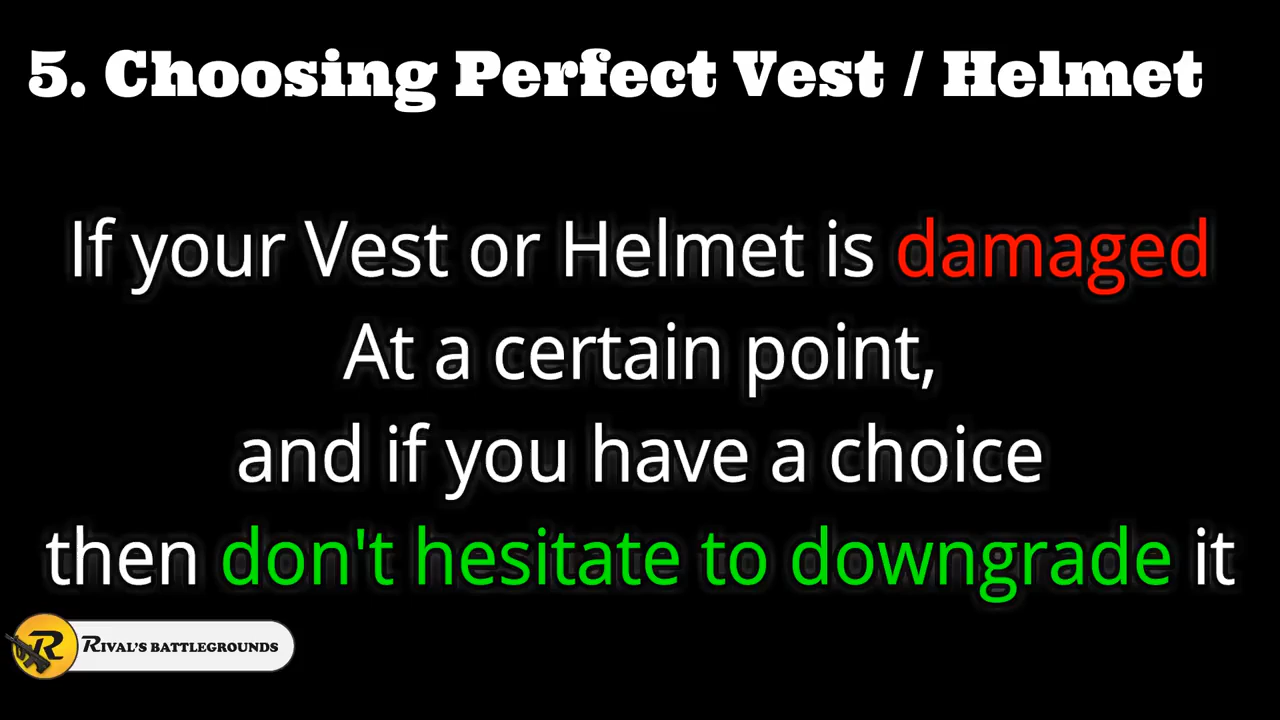 5. Choosing Perfect Vest / Helmet
If your Vest or Helmet is damaged
At a certain point,
and if you have a choice
then don't hesitate to downgrade it
R RIVAL'S BATTLEGROUNDS